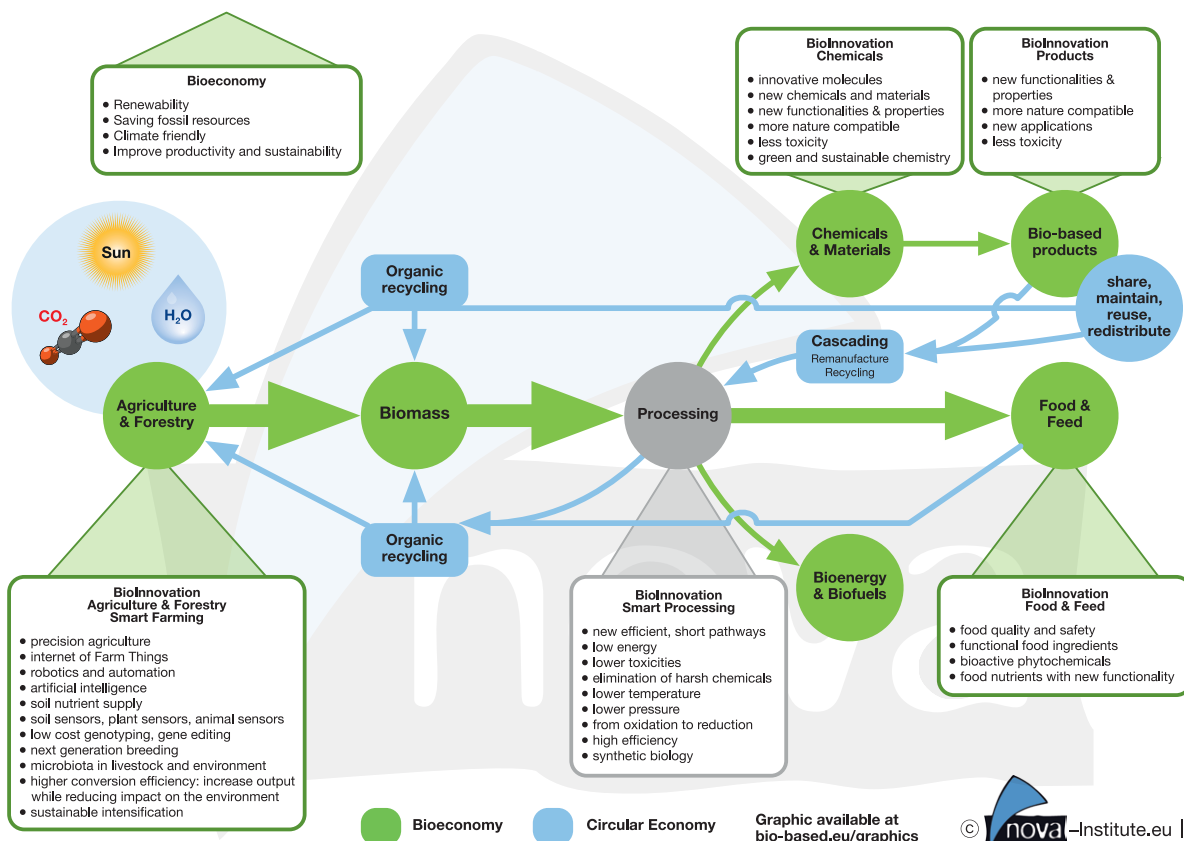 Bioeconomy
• Renewability
• Saving fossil resources
• Climate friendly
• Improve productivity and sustainability
BioInnovation
Chemicals
• innovative molecules
• new chemicals and materials
• new functionalities & properties
• more nature compatible
• less toxicity
• green and sustainable chemistry
BioInnovation
Products
• new functionalities &
properties
• more nature compatible
• new applications
• less toxicity
Sun
CO₂
H₂O
Organic
recycling
Chemicals
& Materials
Bio-based
products
share,
maintain,
reuse,
redistribute
Cascading
Remanufacture
Recycling
Agriculture
& Forestry
Biomass
Processing
Food &
Feed
Organic
recycling
Bioenergy
& Biofuels
BioInnovation
Agriculture & Forestry
Smart Farming
• precision agriculture
• internet of Farm Things
• robotics and automation
• artificial intelligence
• soil nutrient supply
• soil sensors, plant sensors, animal sensors
• low cost genotyping, gene editing
• next generation breeding
• microbiota in livestock and environment
• higher conversion efficiency: increase output
while reducing impact on the environment
• sustainable intensification
BioInnovation
Smart Processing
• new efficient, short pathways
• low energy
• lower toxicities
• elimination of harsh chemicals
• lower temperature
• lower pressure
• from oxidation to reduction
• high efficiency
• synthetic biology
BioInnovation
Food & Feed
• food quality and safety
• functional food ingredients
• bioactive phytochemicals
• food nutrients with new functionality
nova
Bioeconomy
Circular Economy
Graphic available at
bio-based.eu/graphics
© nova-Institute.eu |